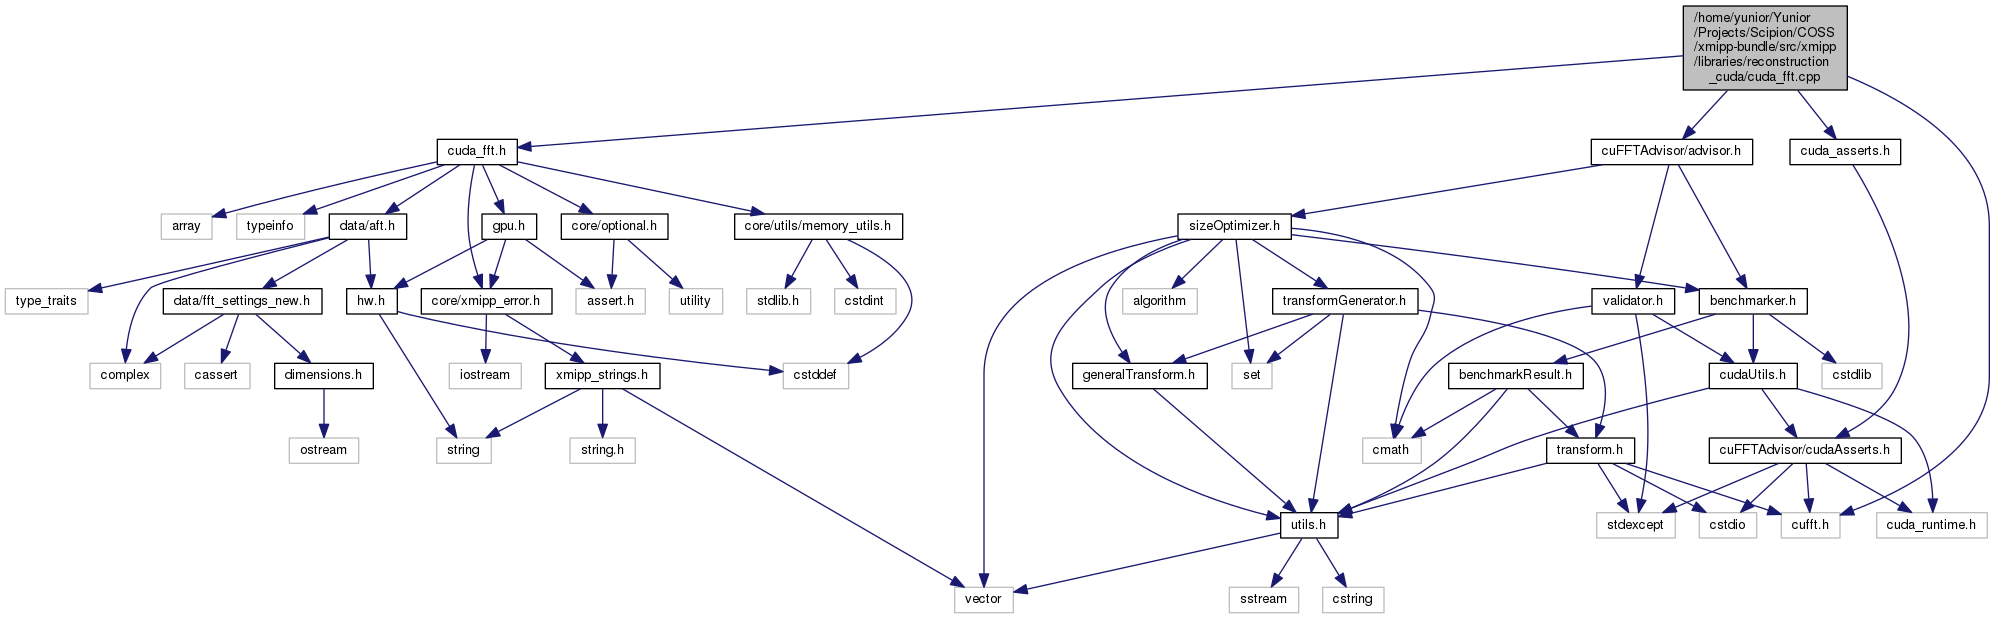 /home/yunior/Yunior
/Projects/Scipion/COSS
/xmipp-bundle/src/xmipp
/libraries/reconstruction
_cuda/cuda_fft.cpp
cuda_fft.h
cuFFTAdvisor/advisor.h
cuda_asserts.h
array
typeinfo
data/aft.h
gpu.h
core/optional.h
core/utils/memory_utils.h
sizeOptimizer.h
type_traits
data/fft_settings_new.h
hw.h
core/xmipp_error.h
assert.h
utility
stdlib.h
cstdint
algorithm
transformGenerator.h
validator.h
benchmarker.h
complex
cassert
dimensions.h
iostream
xmipp_strings.h
cstddef
generalTransform.h
set
benchmarkResult.h
cudaUtils.h
cstdlib
ostream
string
string.h
cmath
transform.h
cuFFTAdvisor/cudaAsserts.h
utils.h
stdexcept
cstdio
cufft.h
cuda_runtime.h
vector
sstream
cstring